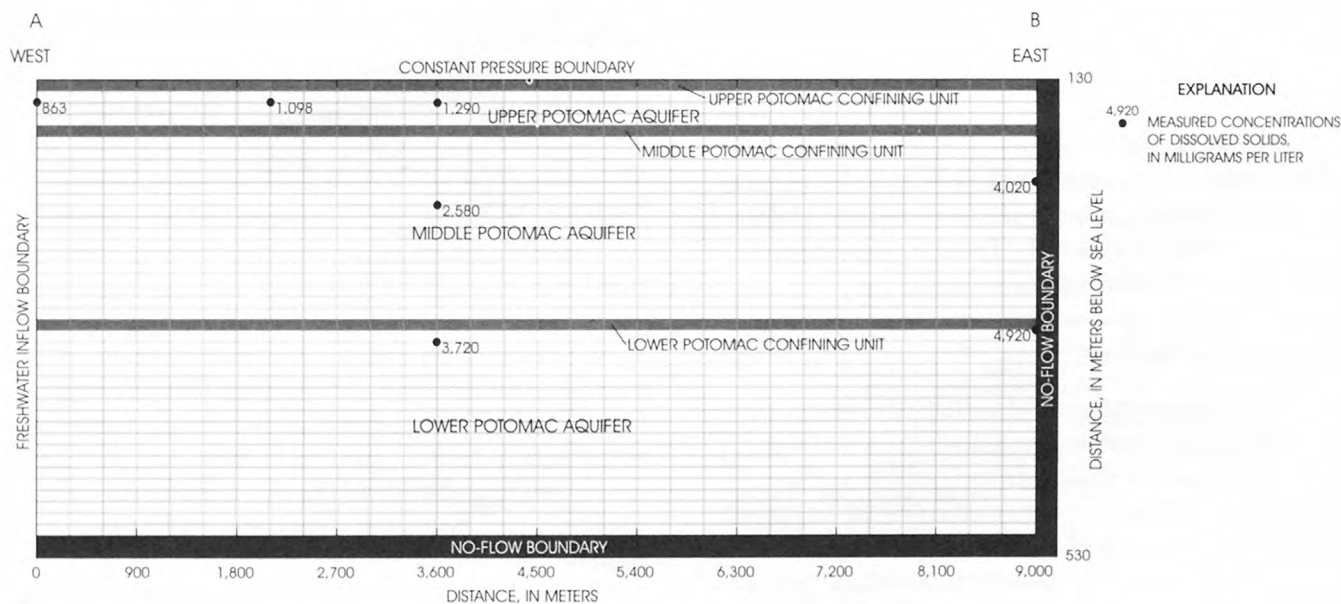 A
B
WEST
EAST
CONSTANT PRESSURE BOUNDARY
130
863
1,098
1,290
UPPER POTOMAC CONFINING UNIT
UPPER POTOMAC AQUIFER
MIDDLE POTOMAC CONFINING UNIT
EXPLANATION
4,920
MEASURED CONCENTRATIONS
OF DISSOLVED SOLIDS,
IN MILLIGRAMS PER LITER
4,020
2,580
MIDDLE POTOMAC AQUIFER
FRESHWATER INFLOW BOUNDARY
NO-FLOW BOUNDARY
DISTANCE, IN METERS BELOW SEA LEVEL
4,920
3,720
LOWER POTOMAC CONFINING UNIT
LOWER POTOMAC AQUIFER
NO-FLOW BOUNDARY
530
0 900 1,800 2,700 3,600 4,500 5,400 6,300 7,200 8,100 9,000
DISTANCE, IN METERS